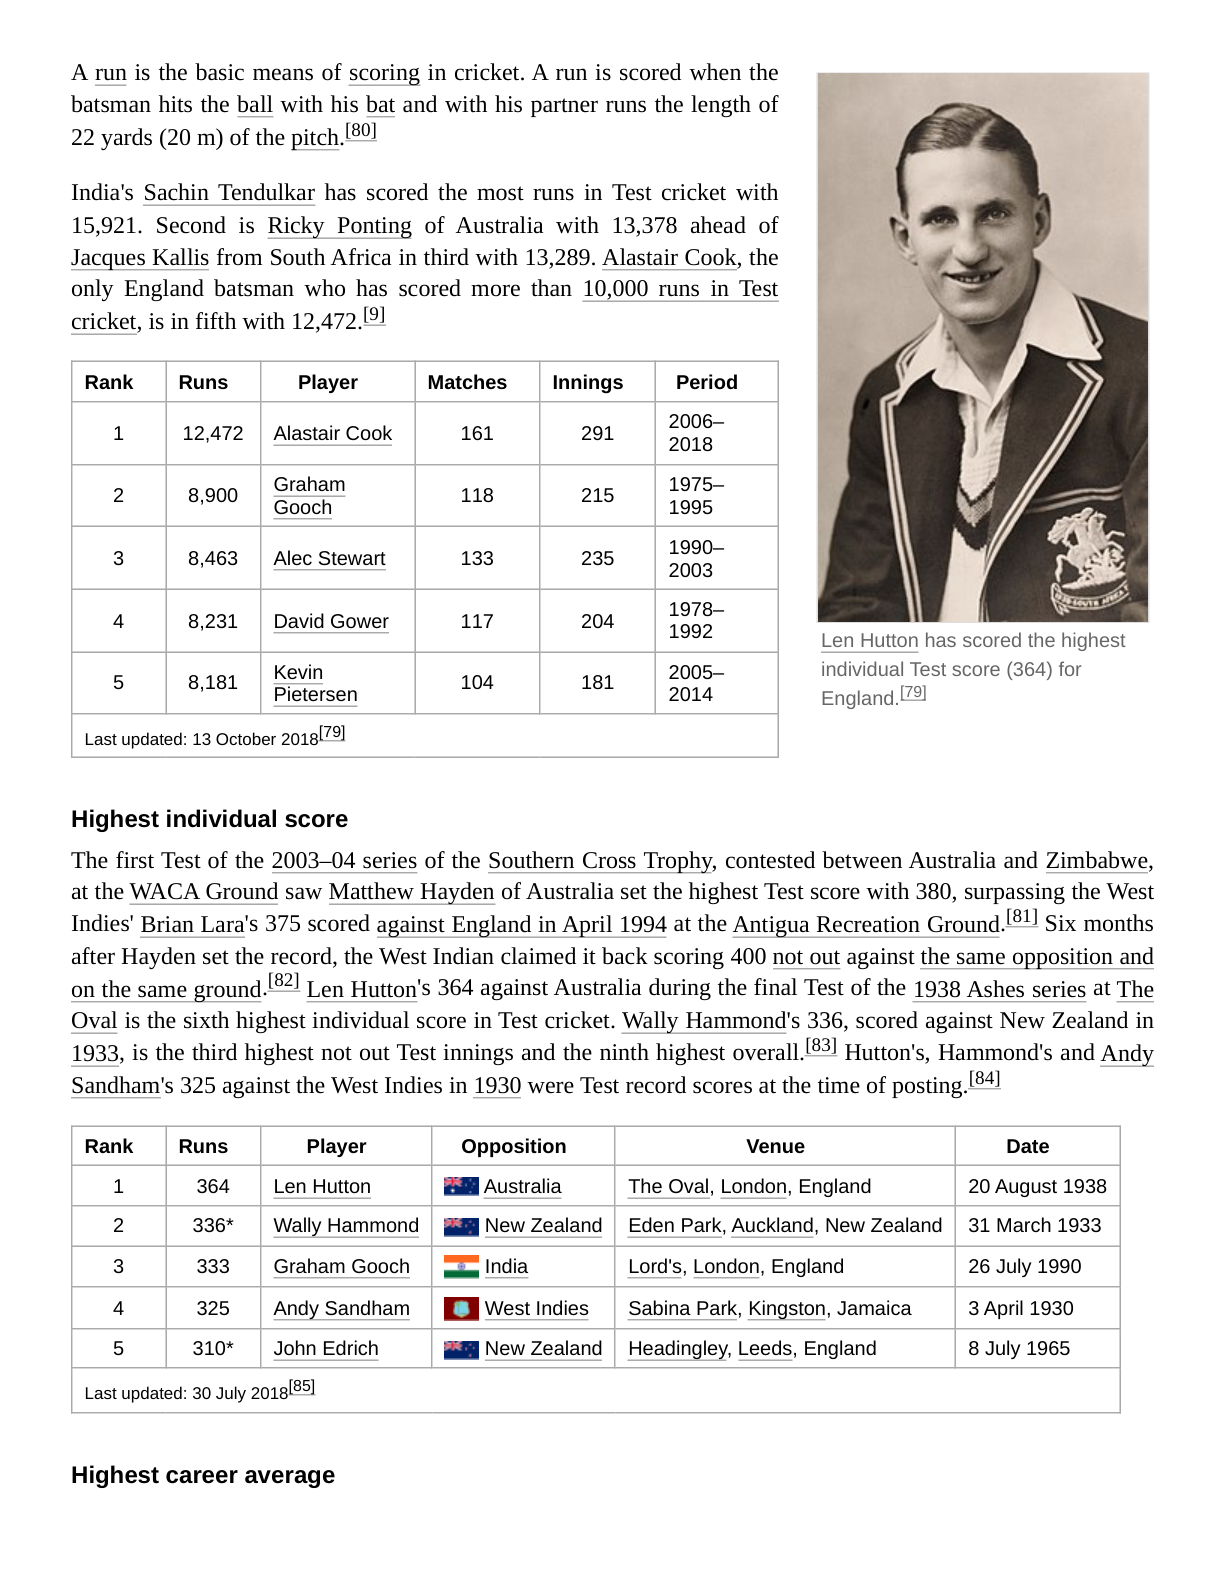 A run is the basic means of scoring in cricket. A run is scored when the
batsman hits the ball with his bat and with his partner runs the length of
22 yards (20 m) of the pitch.[80]
India's Sachin Tendulkar has scored the most runs in Test cricket with
15,921. Second is Ricky Ponting of Australia with 13,378 ahead of
Jacques Kallis from South Africa in third with 13,289. Alastair Cook, the
only England batsman who has scored more than 10,000 runs in Test
cricket, is in fifth with 12,472.[9]
Rank Runs Player Matches Innings Period
1 12,472 Alastair Cook 161 291 2006–
2018
2 8,900 Graham
Gooch 118 215 1975–
1995
3 8,463 Alec Stewart 133 235 1990–
2003
4 8,231 David Gower 117 204 1978–
1992
5 8,181 Kevin
Pietersen 104 181 2005–
2014
Last updated: 13 October 2018[79]
Len Hutton has scored the highest
individual Test score (364) for
England.[79]
Highest individual score
The first Test of the 2003–04 series of the Southern Cross Trophy, contested between Australia and Zimbabwe,
at the WACA Ground saw Matthew Hayden of Australia set the highest Test score with 380, surpassing the West
Indies' Brian Lara's 375 scored against England in April 1994 at the Antigua Recreation Ground.[81] Six months
after Hayden set the record, the West Indian claimed it back scoring 400 not out against the same opposition and
on the same ground.[82] Len Hutton's 364 against Australia during the final Test of the 1938 Ashes series at The
Oval is the sixth highest individual score in Test cricket. Wally Hammond's 336, scored against New Zealand in
1933, is the third highest not out Test innings and the ninth highest overall.[83] Hutton's, Hammond's and Andy
Sandham's 325 against the West Indies in 1930 were Test record scores at the time of posting.[84]
Rank Runs Player Opposition Venue Date
1 364 Len Hutton Australia The Oval, London, England 20 August 1938
2 336* Wally Hammond New Zealand Eden Park, Auckland, New Zealand 31 March 1933
3 333 Graham Gooch India Lord's, London, England 26 July 1990
4 325 Andy Sandham West Indies Sabina Park, Kingston, Jamaica 3 April 1930
5 310* John Edrich New Zealand Headingley, Leeds, England 8 July 1965
Last updated: 30 July 2018[85]
Highest career average